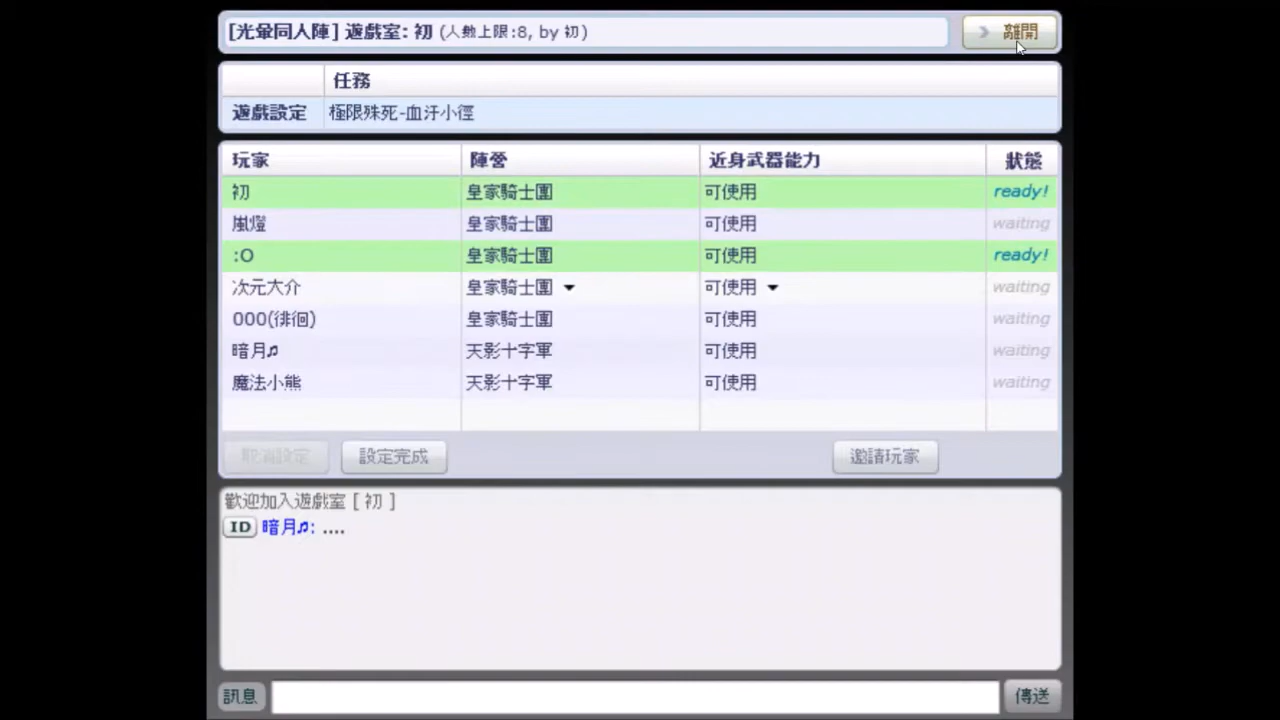 [光暈同人陣] 遊戲室: 初 (人數上限:8, by 初)
離開
任務
遊戲設定 極限殊死-血汙小徑
玩家 陣營 近身武器能力 狀態
初 皇家騎士團 可使用 ready!
風燈 皇家騎士團 可使用 waiting
:O 皇家騎士團 可使用 ready!
次元大介 皇家騎士團 可使用 waiting
000(徘徊) 皇家騎士團 可使用 waiting
暗月♫ 天影十字軍 可使用 waiting
魔法小熊 天影十字軍 可使用 waiting
取消設定 設定完成 邀請玩家
歡迎加入遊戲室 [ 初 ]
ID 暗月♫: ....
訊息 傳送